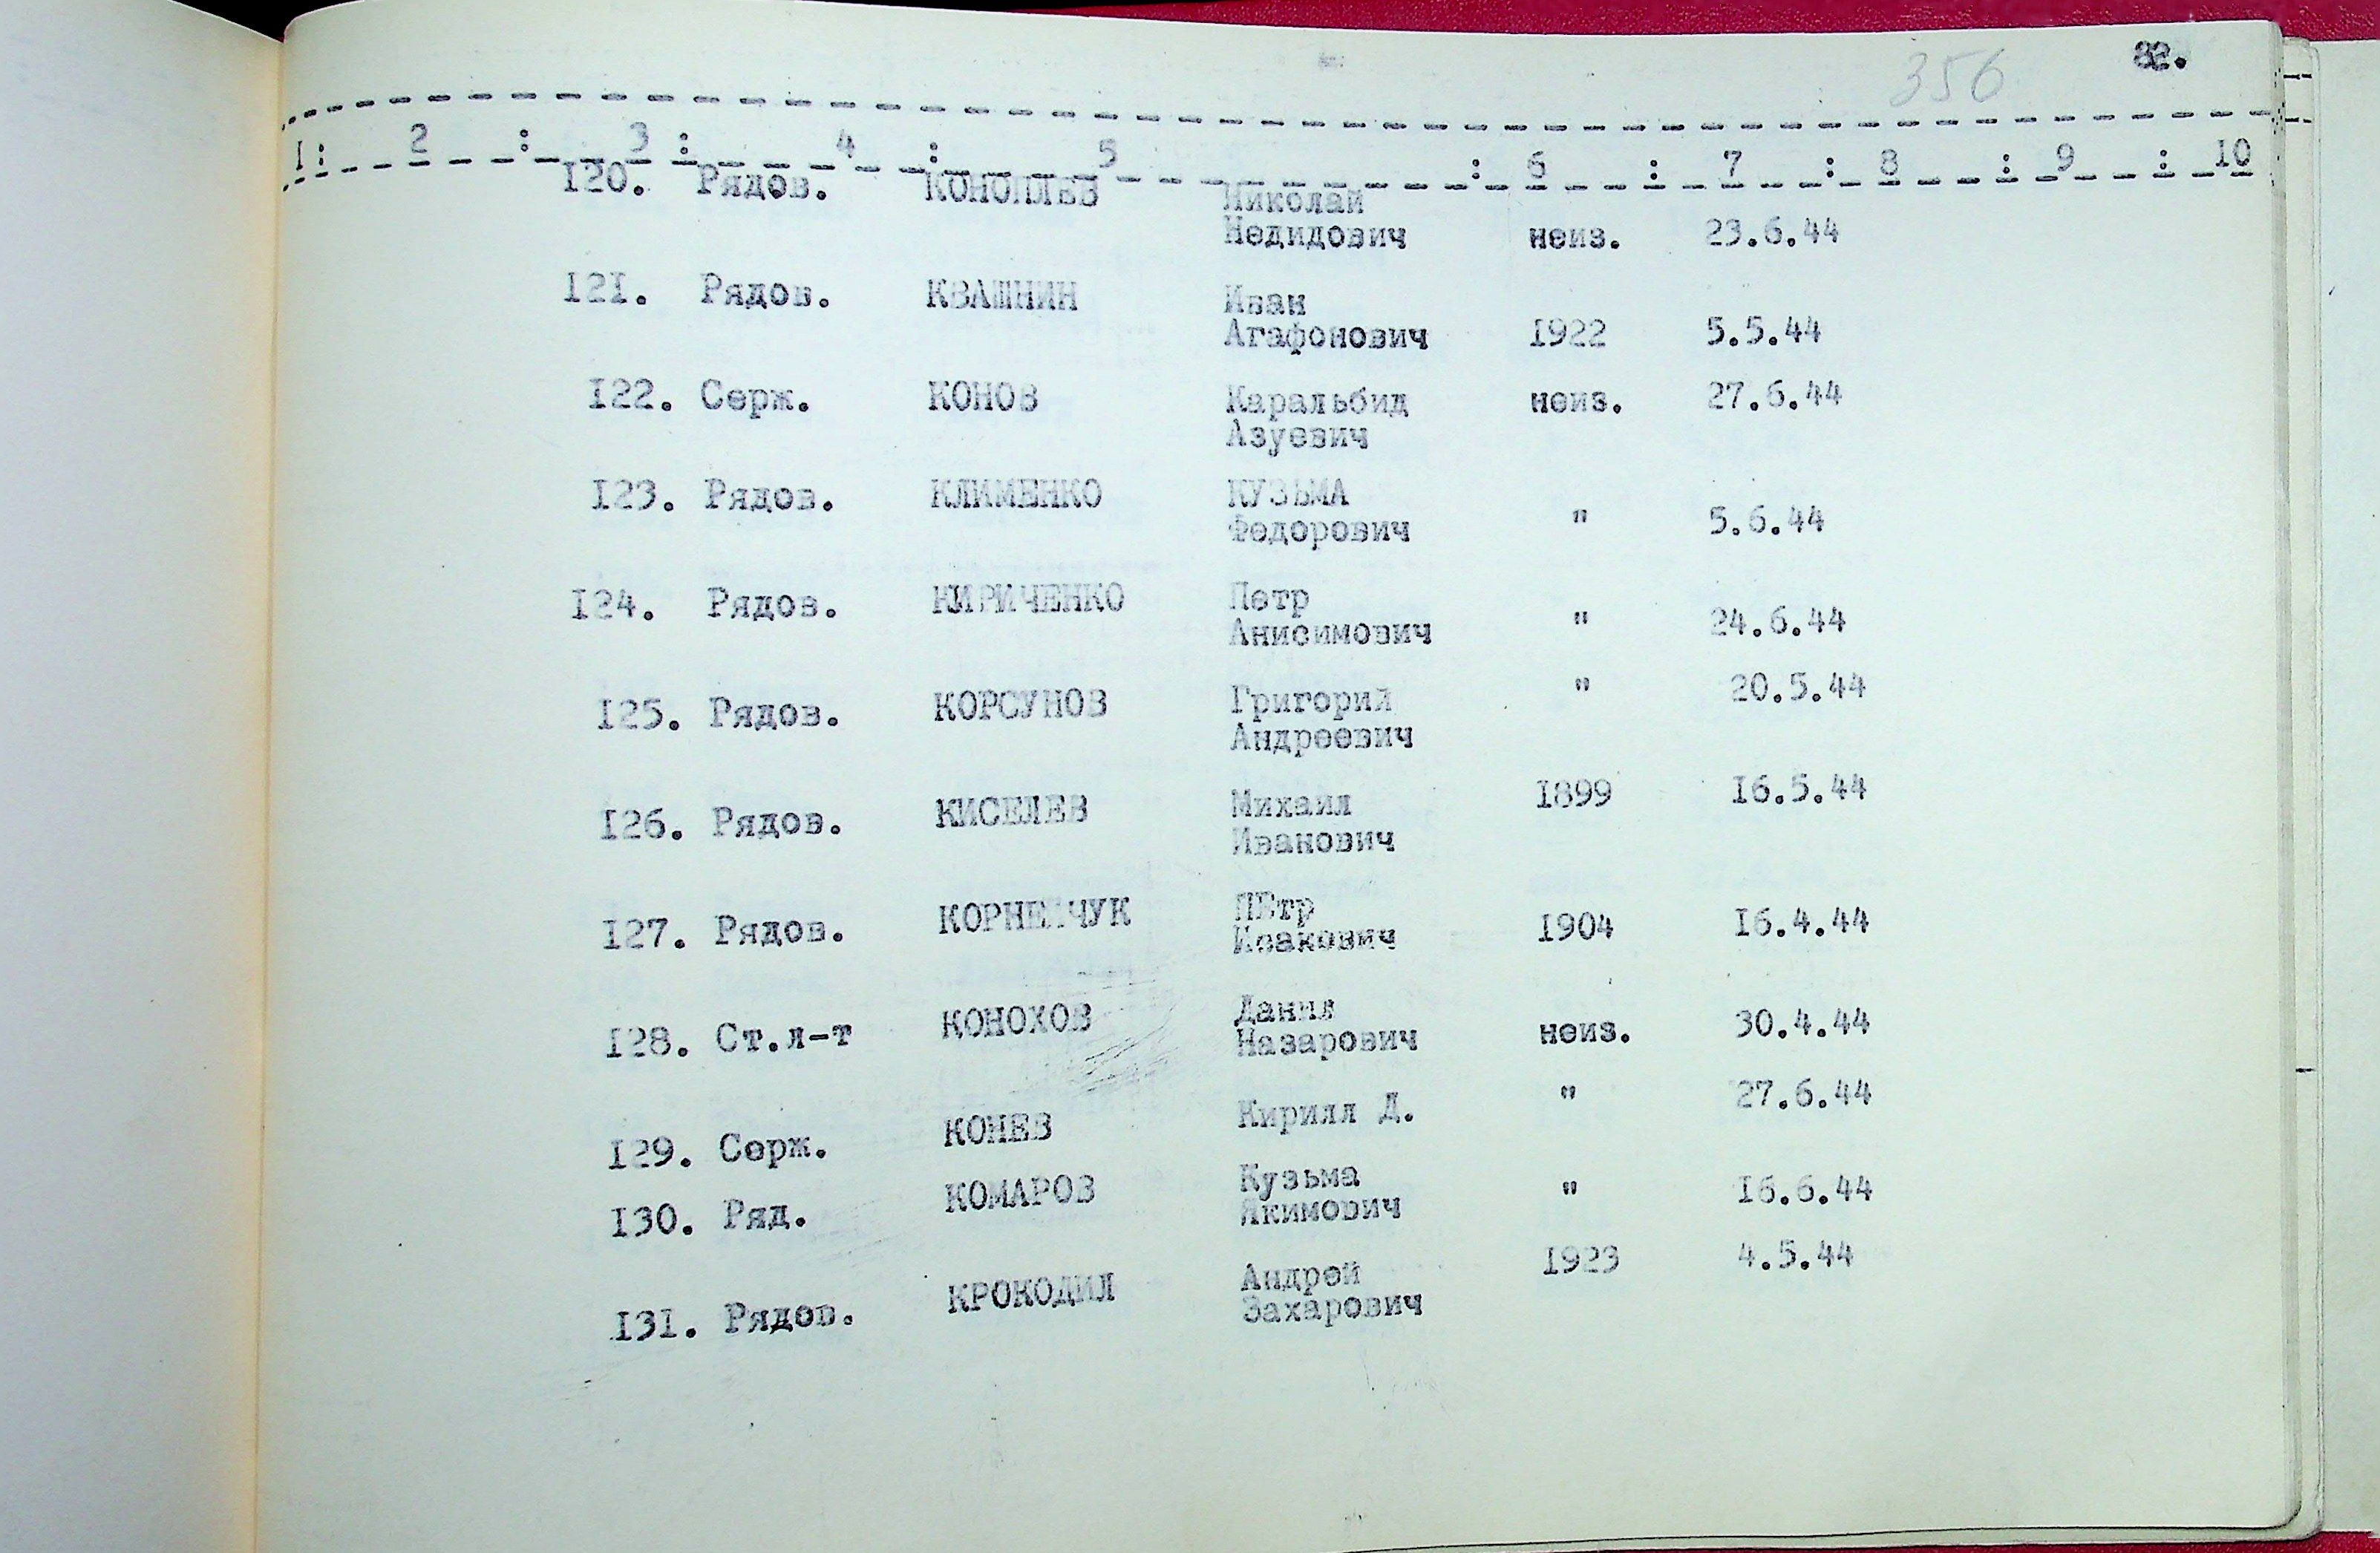 356 82.
1: 2 : 3 : 4 : 5 : 6 : 7 : 8 : 9 : 10
120. Рядов. КОНОПЛЕВ Николай
Недидович неиз. 23.6.44
121. Рядов. КВАШНИН Иван
Агафонович 1922 5.5.44
122. Серж. КОНОВ Каральбид неиз. 27.6.44
Азуевич
123. Рядов. КЛИМЕНКО КУЗЬМА
Федорович " 5.6.44
124. Рядов. КИРИЧЕНКО Петр
Анисимович " 24.6.44
125. Рядов. КОРСУНОВ Григорий " 20.5.44
Андреевич
126. Рядов. КИСЕЛЕВ Михаил 1899 16.5.44
Иванович
127. Рядов. ПЕтр
Исакович 1904 16.4.44
128. Ст.л-т КОНОХОВ Данил
Назарович неиз. 30.4.44
129. Серж. КОНЕВ Кирилл Д. " 27.6.44
130. Ряд. КОМАРОВ Кузьма
Якимович " 16.6.44
131. Рядов. КРОКОДИЛ Андрей 1923 4.5.44
Захарович